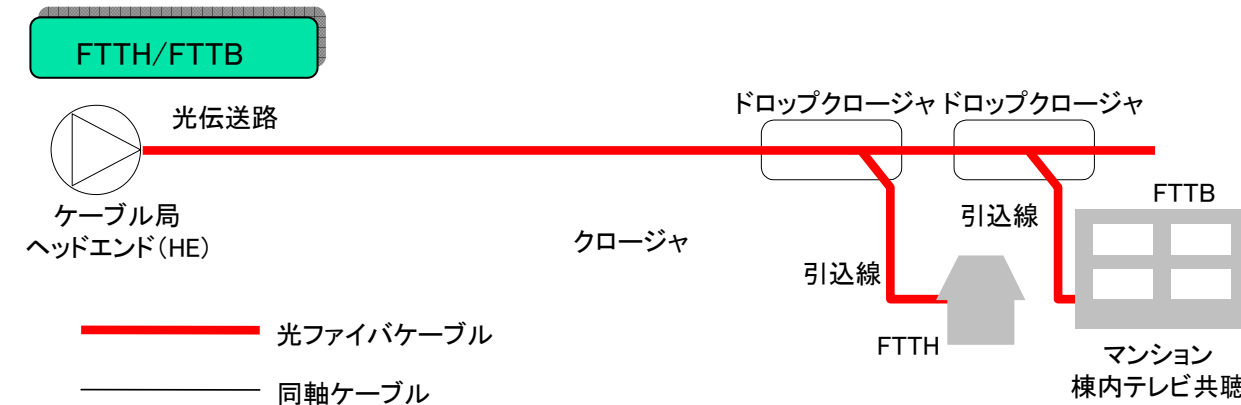 FTTH/FTTB
光伝送路
ドロップクロージャ
ドロップクロージャ
ケーブル局
ヘッドエンド(HE)
クロージャ
引込線
引込線
FTTB
FTTH
マンション
棟内テレビ共聴
光ファイバケーブル
同軸ケーブル